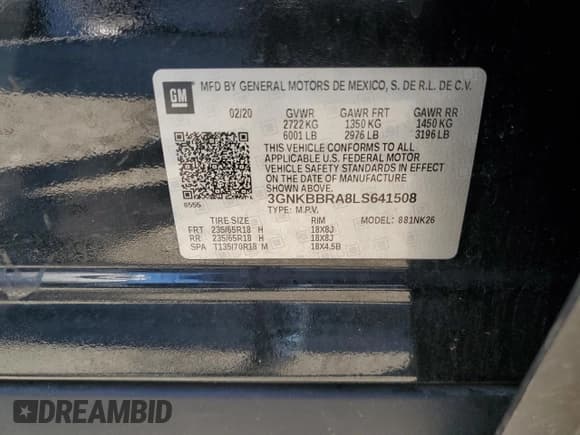 GM
MFD BY GENERAL MOTORS DE MEXICO, S. DE R.L. DE C.V.
02/20 GVWR GAWR FRT GAWR RR
2722 KG 1350 KG 1450 KG
6001 LB 2976 LB 3196 LB
THIS VEHICLE CONFORMS TO ALL
APPLICABLE U.S. FEDERAL MOTOR
VEHICLE SAFETY STANDARDS IN EFFECT
ON THE DATE OF MANUFACTURE
SHOWN ABOVE.
3GNKBBRA8LS641508
6555 TYPE: M.P.V. MODEL: 881NK26
TIRE SIZE RIM
FRT 235/65R18 H 18X8J
RR 235/65R18 H 18X8J
SPA T135/70R18 M 18X4.5B
DREAMBID